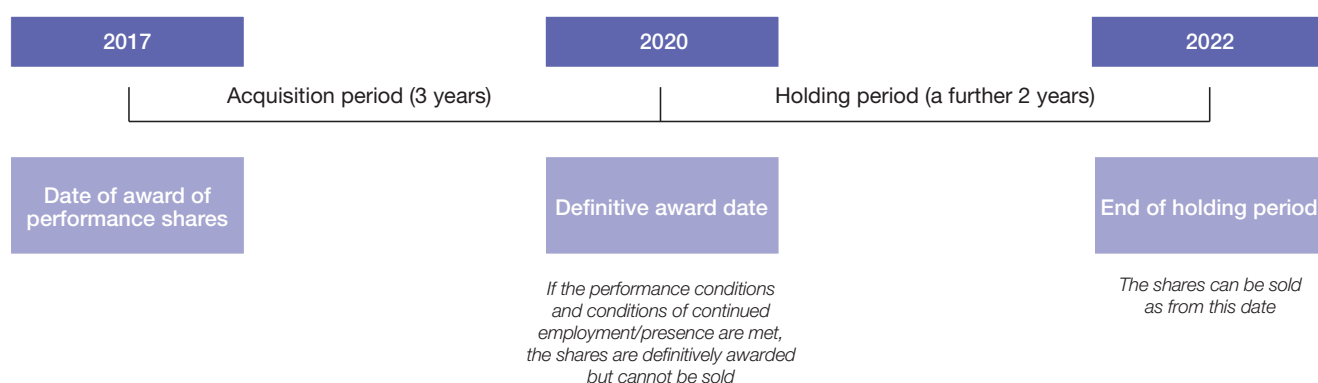 2017
2020
2022
Acquisition period (3 years)
Holding period (a further 2 years)
Date of award of
performance shares
Definitive award date
End of holding period
If the performance conditions
and conditions of continued
employment/presence are met,
the shares are definitively awarded
but cannot be sold
The shares can be sold
as from this date